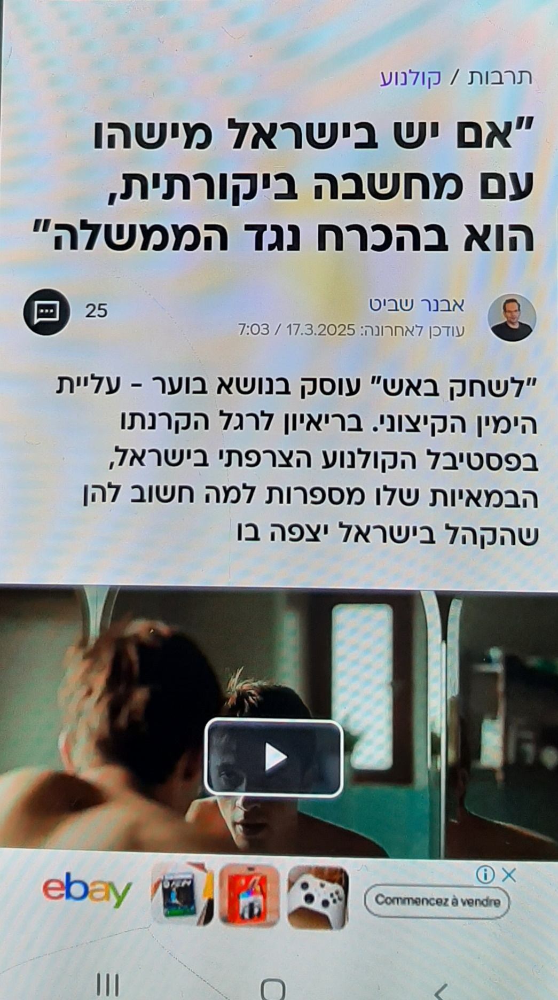 תרבות / קולנוע
"אם יש בישראל מישהו
עם מחשבה ביקורתית,
הוא בהכרח נגד הממשלה"
אבנר שביט
עודכן לאחרונה: 17.3.2025 / 7:03
25
"לשחק באש" עוסק בנושא בוער - עליית
הימין הקיצוני. בריאיון לרגל הקרנתו
בפסטיבל הקולנוע הצרפתי בישראל,
הבמאיות שלו מספרות למה חשוב להן
שהקהל בישראל יצפה בו
ebay
Commencez à vendre